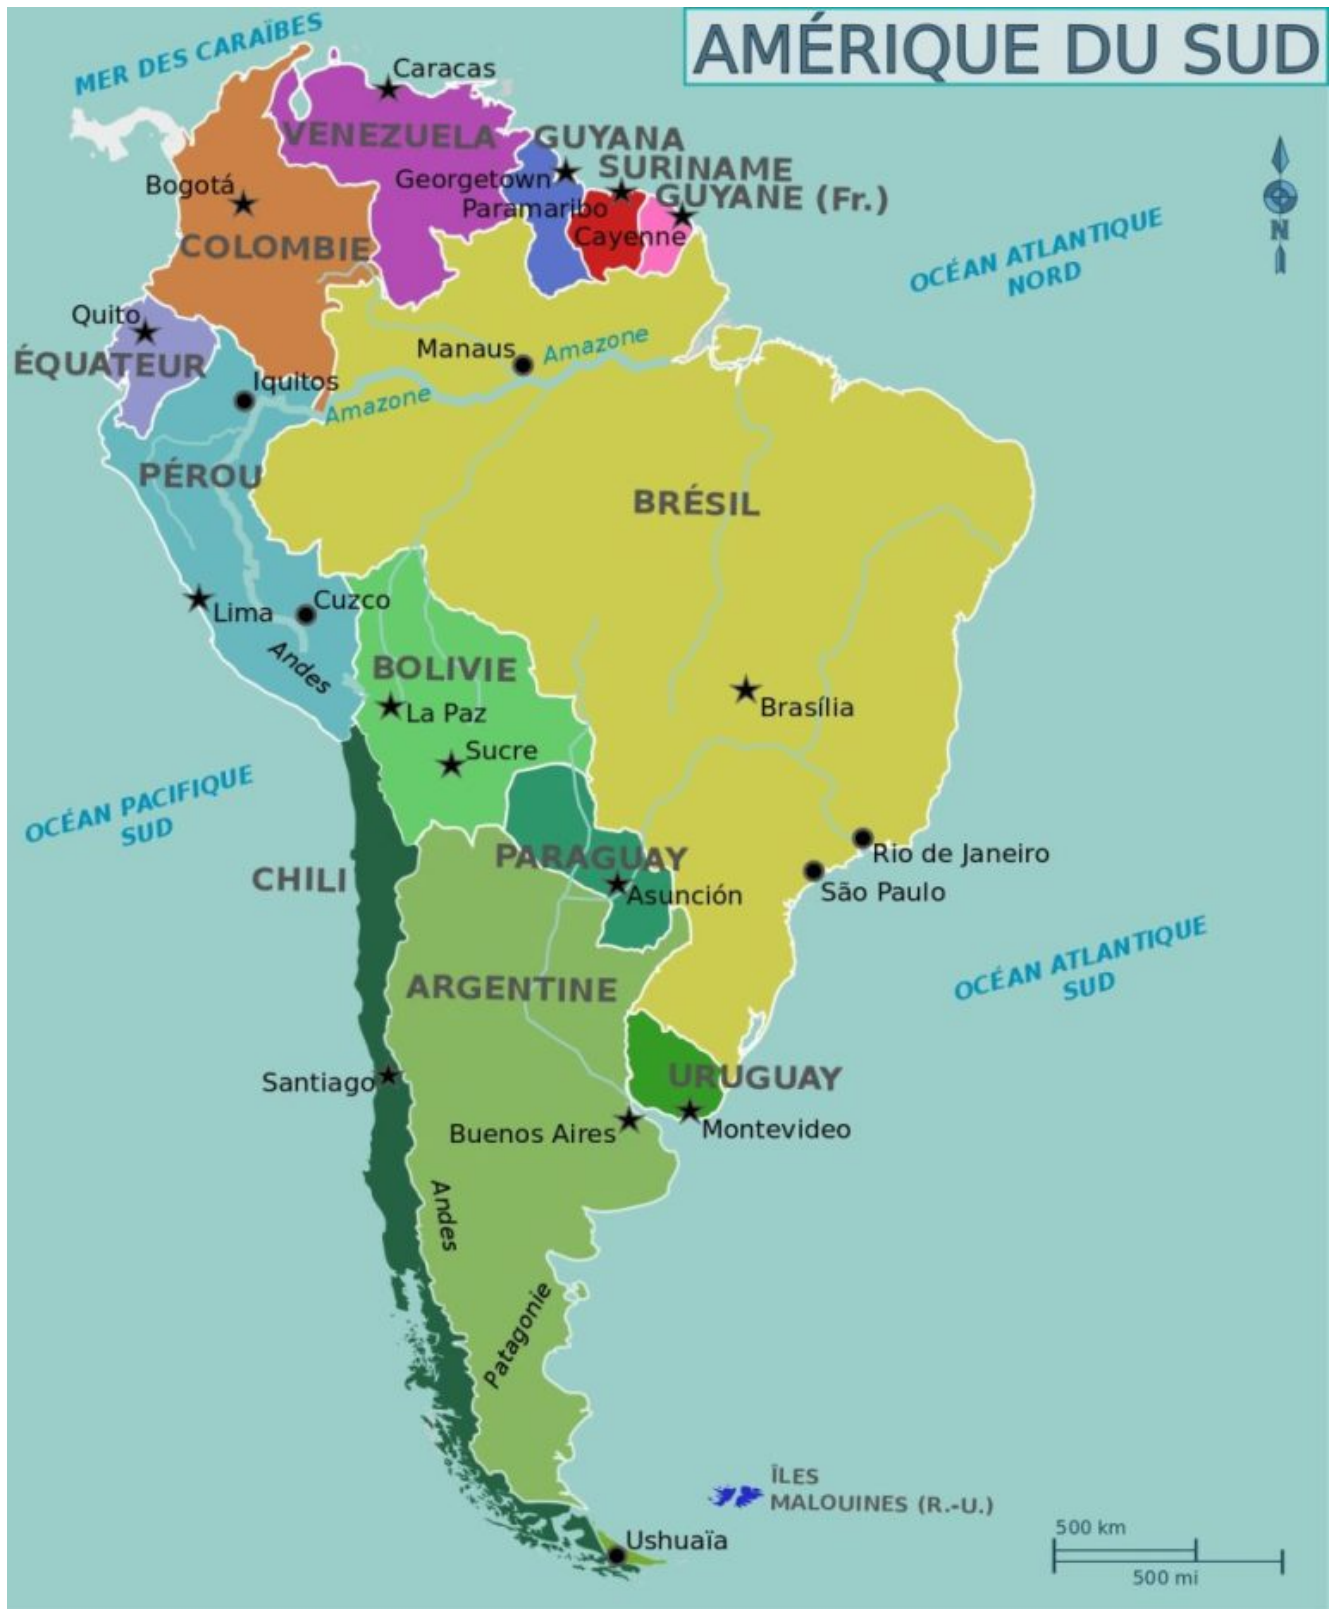 AMÉRIQUE DU SUD
MER DES CARAÏBES
Caracas
VENEZUELA
GUYANA
SURINAME
Georgetown
GUYANE (Fr.)
Bogotá
Paramaribo
Cayenne
COLOMBIE
OCÉAN ATLANTIQUE
NORD
N
Quito
ÉQUATEUR
Manaus
Amazone
Iquitos
Amazone
PÉROU
BRÉSIL
Lima
Cuzco
Andes
BOLIVIE
La Paz
Brasília
Sucre
OCÉAN PACIFIQUE
SUD
CHILI
PARAGUAY
Asunción
Rio de Janeiro
São Paulo
OCÉAN ATLANTIQUE
SUD
ARGENTINE
Santiago
URUGUAY
Buenos Aires
Montevideo
Andes
Patagonie
ÎLES
MALOUINES (R.-U.)
Ushuaïa
500 km
500 mi